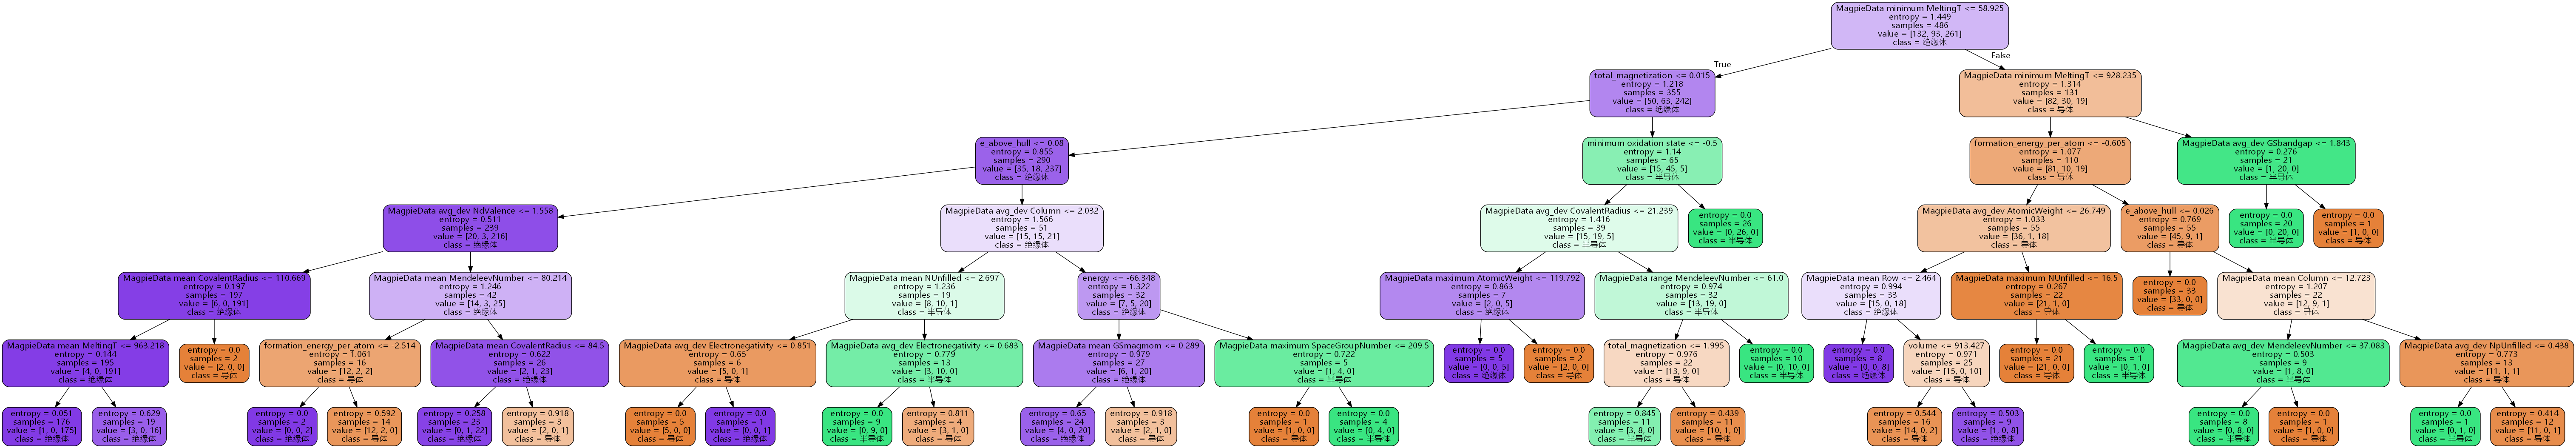 MagpieData minimum MeltingT <= 58.925
entropy = 1.449
samples = 486
value = [132, 93, 261]
class = 绝缘体
True
False
total_magnetization <= 0.015
entropy = 1.218
samples = 355
value = [50, 63, 242]
class = 绝缘体
MagpieData minimum MeltingT <= 928.235
entropy = 1.314
samples = 131
value = [82, 30, 19]
class = 导体
e_above_hull <= 0.08
entropy = 0.855
samples = 290
value = [35, 18, 237]
class = 绝缘体
minimum oxidation state <= -0.5
entropy = 1.14
samples = 65
value = [15, 45, 5]
class = 半导体
formation_energy_per_atom <= -0.605
entropy = 1.077
samples = 110
value = [81, 10, 19]
class = 导体
MagpieData avg_dev GSbandgap <= 1.843
entropy = 0.276
samples = 21
value = [1, 20, 0]
class = 半导体
MagpieData avg_dev NdValence <= 1.558
entropy = 0.511
samples = 239
value = [20, 3, 216]
class = 绝缘体
MagpieData avg_dev Column <= 2.032
entropy = 1.566
samples = 51
value = [15, 15, 21]
class = 绝缘体
MagpieData avg_dev CovalentRadius <= 21.239
entropy = 1.416
samples = 39
value = [15, 19, 5]
class = 半导体
entropy = 0.0
samples = 26
value = [0, 26, 0]
class = 半导体
MagpieData avg_dev AtomicWeight <= 26.749
entropy = 1.033
samples = 55
value = [36, 1, 18]
class = 导体
e_above_hull <= 0.026
entropy = 0.769
samples = 55
value = [45, 9, 1]
class = 导体
entropy = 0.0
samples = 20
value = [0, 20, 0]
class = 半导体
entropy = 0.0
samples = 1
value = [1, 0, 0]
class = 导体
MagpieData mean CovalentRadius <= 110.669
entropy = 0.197
samples = 197
value = [6, 0, 191]
class = 绝缘体
MagpieData mean MendeleevNumber <= 80.214
entropy = 1.246
samples = 42
value = [14, 3, 25]
class = 绝缘体
MagpieData mean NUnfilled <= 2.697
entropy = 1.236
samples = 19
value = [8, 10, 1]
class = 半导体
energy <= -66.348
entropy = 1.322
samples = 32
value = [7, 5, 20]
class = 绝缘体
MagpieData maximum AtomicWeight <= 119.792
entropy = 0.863
samples = 7
value = [2, 0, 5]
class = 绝缘体
MagpieData range MendeleevNumber <= 61.0
entropy = 0.974
samples = 32
value = [13, 19, 0]
class = 半导体
MagpieData mean Row <= 2.464
entropy = 0.994
samples = 33
value = [15, 0, 18]
class = 绝缘体
MagpieData maximum NUnfilled <= 16.5
entropy = 0.267
samples = 22
value = [21, 1, 0]
class = 导体
entropy = 0.0
samples = 33
value = [33, 0, 0]
class = 导体
MagpieData mean Column <= 12.723
entropy = 1.207
samples = 22
value = [12, 9, 1]
class = 导体
MagpieData mean MeltingT <= 963.218
entropy = 0.144
samples = 195
value = [4, 0, 191]
class = 绝缘体
entropy = 0.0
samples = 2
value = [2, 0, 0]
class = 导体
formation_energy_per_atom <= -2.514
entropy = 1.061
samples = 16
value = [12, 2, 2]
class = 导体
MagpieData mean CovalentRadius <= 84.5
entropy = 0.622
samples = 26
value = [2, 1, 23]
class = 绝缘体
MagpieData avg_dev Electronegativity <= 0.851
entropy = 0.65
samples = 6
value = [5, 0, 1]
class = 导体
MagpieData avg_dev Electronegativity <= 0.683
entropy = 0.779
samples = 13
value = [3, 10, 0]
class = 半导体
MagpieData mean GSmagmom <= 0.289
entropy = 0.979
samples = 27
value = [6, 1, 20]
class = 绝缘体
MagpieData maximum SpaceGroupNumber <= 209.5
entropy = 0.722
samples = 5
value = [1, 4, 0]
class = 半导体
entropy = 0.0
samples = 5
value = [0, 0, 5]
class = 绝缘体
entropy = 0.0
samples = 2
value = [2, 0, 0]
class = 导体
total_magnetization <= 1.995
entropy = 0.976
samples = 22
value = [13, 9, 0]
class = 导体
entropy = 0.0
samples = 10
value = [0, 10, 0]
class = 半导体
entropy = 0.0
samples = 8
value = [0, 0, 8]
class = 绝缘体
volume <= 913.427
entropy = 0.971
samples = 25
value = [15, 0, 10]
class = 导体
entropy = 0.0
samples = 21
value = [21, 0, 0]
class = 导体
entropy = 0.0
samples = 1
value = [0, 1, 0]
class = 半导体
MagpieData avg_dev MendeleevNumber <= 37.083
entropy = 0.503
samples = 9
value = [1, 8, 0]
class = 半导体
MagpieData avg_dev NpUnfilled <= 0.438
entropy = 0.773
samples = 13
value = [11, 1, 1]
class = 导体
entropy = 0.051
samples = 176
value = [1, 0, 175]
class = 绝缘体
entropy = 0.629
samples = 19
value = [3, 0, 16]
class = 绝缘体
entropy = 0.0
samples = 2
value = [0, 0, 2]
class = 绝缘体
entropy = 0.592
samples = 14
value = [12, 2, 0]
class = 导体
entropy = 0.258
samples = 23
value = [0, 1, 22]
class = 绝缘体
entropy = 0.918
samples = 3
value = [2, 0, 1]
class = 导体
entropy = 0.0
samples = 5
value = [5, 0, 0]
class = 导体
entropy = 0.0
samples = 1
value = [0, 0, 1]
class = 绝缘体
entropy = 0.0
samples = 9
value = [0, 9, 0]
class = 半导体
entropy = 0.811
samples = 4
value = [3, 1, 0]
class = 导体
entropy = 0.65
samples = 24
value = [4, 0, 20]
class = 绝缘体
entropy = 0.918
samples = 3
value = [2, 1, 0]
class = 导体
entropy = 0.0
samples = 1
value = [1, 0, 0]
class = 导体
entropy = 0.0
samples = 4
value = [0, 4, 0]
class = 半导体
entropy = 0.845
samples = 11
value = [3, 8, 0]
class = 半导体
entropy = 0.439
samples = 11
value = [10, 1, 0]
class = 导体
entropy = 0.544
samples = 16
value = [14, 0, 2]
class = 导体
entropy = 0.503
samples = 9
value = [1, 0, 8]
class = 绝缘体
entropy = 0.0
samples = 8
value = [0, 8, 0]
class = 半导体
entropy = 0.0
samples = 1
value = [1, 0, 0]
class = 导体
entropy = 0.0
samples = 1
value = [0, 1, 0]
class = 半导体
entropy = 0.414
samples = 12
value = [11, 0, 1]
class = 导体